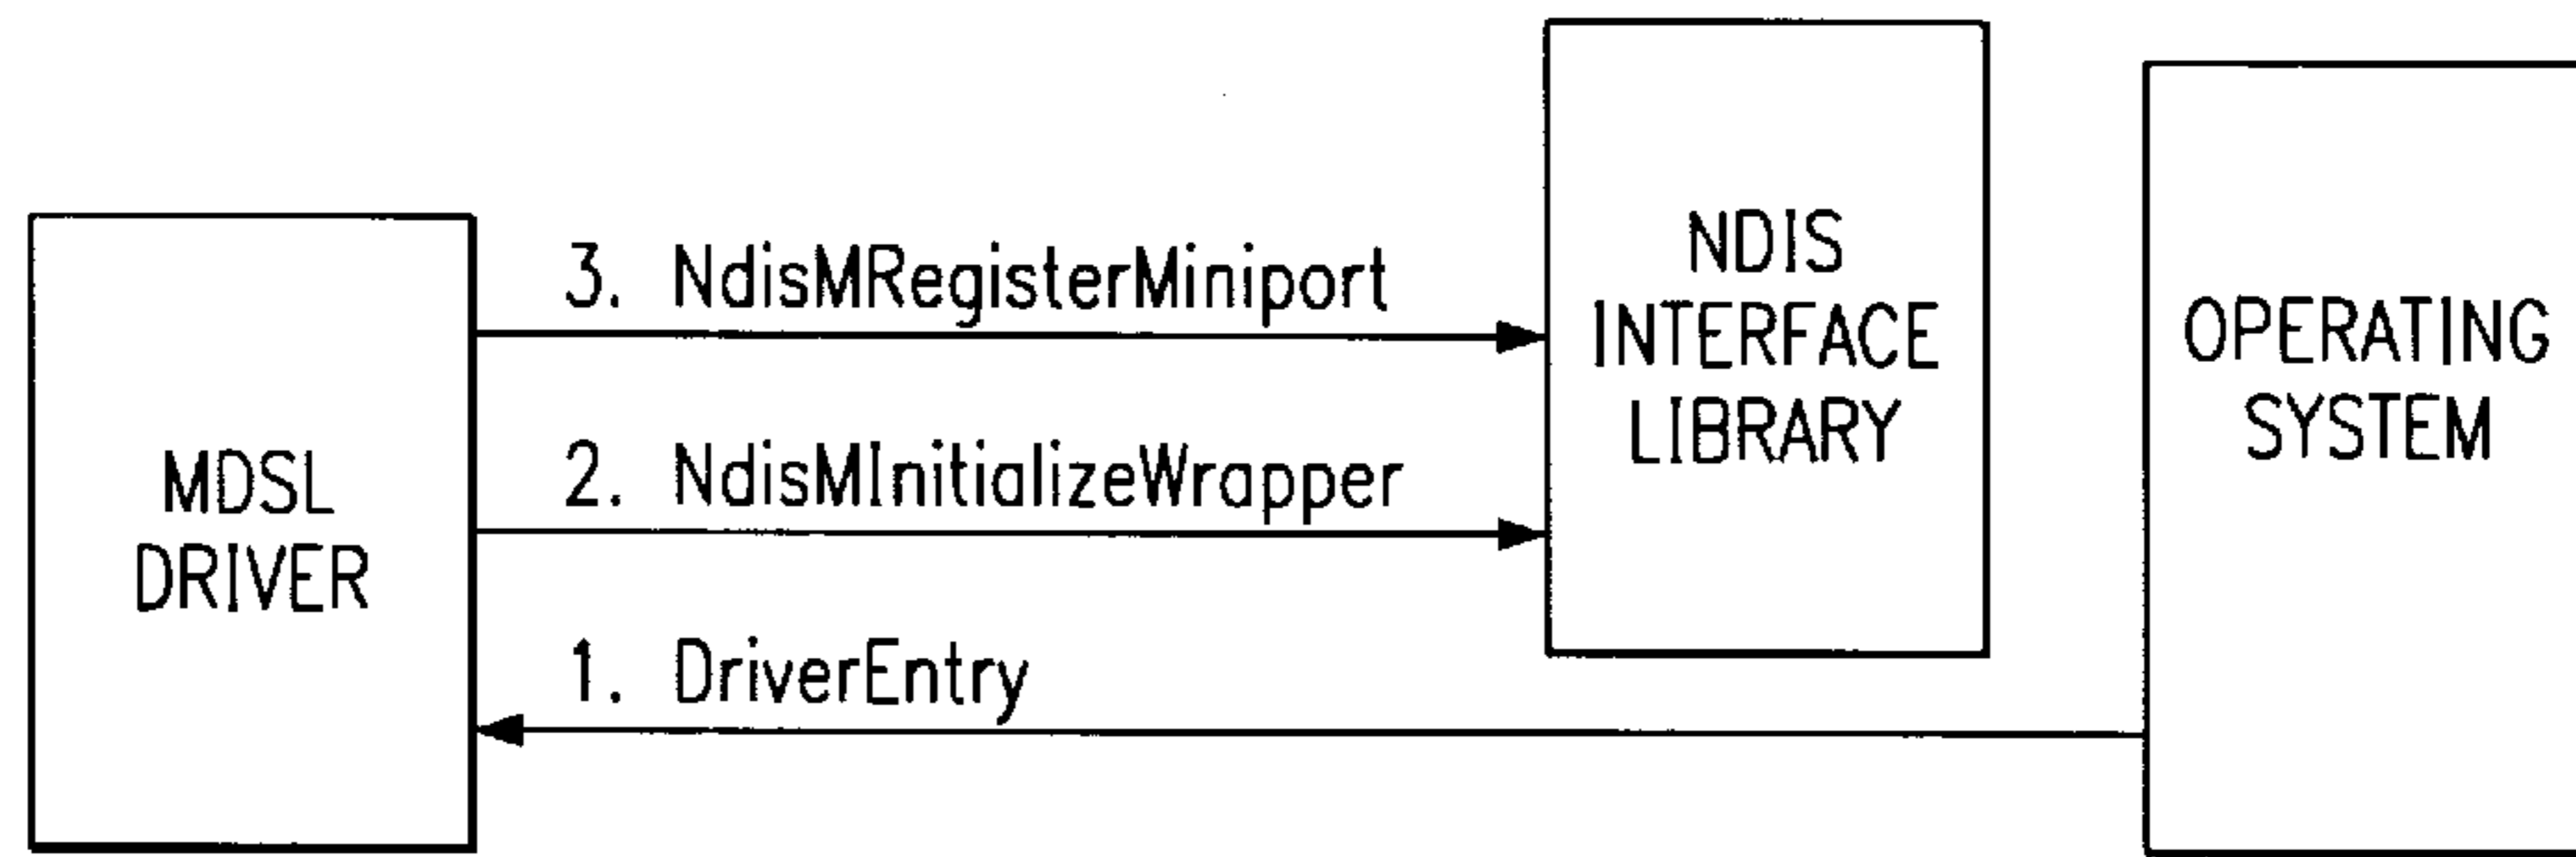 MDSL
DRIVER
3. NdisMRegisterMiniport
2. NdisMInitializeWrapper
1. DriverEntry
NDIS
INTERFACE
LIBRARY
OPERATING
SYSTEM